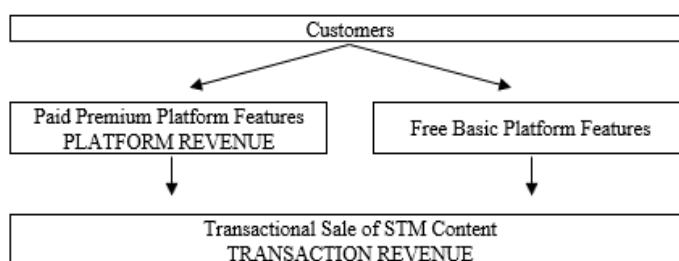 Customers
Paid Premium Platform Features
PLATFORM REVENUE
Free Basic Platform Features
Transactional Sale of STM Content
TRANSACTION REVENUE